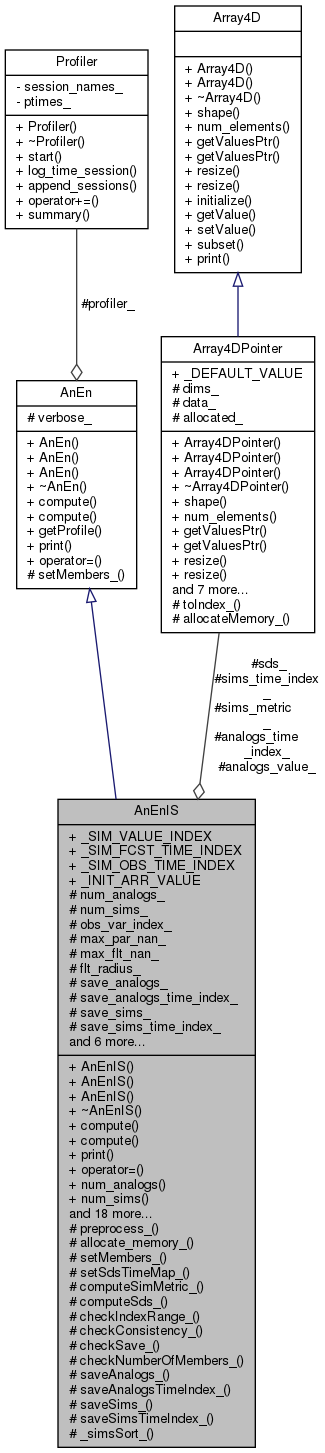 Array4D
+ Array4D()
+ Array4D()
+ ~Array4D()
+ shape()
+ num_elements()
+ getValuesPtr()
+ getValuesPtr()
+ resize()
+ resize()
+ initialize()
+ getValue()
+ setValue()
+ subset()
+ print()
Profiler
- session_names_
- ptimes_
+ Profiler()
+ ~Profiler()
+ start()
+ log_time_session()
+ append_sessions()
+ operator+=()
+ summary()
#profiler_
Array4DPointer
+ _DEFAULT_VALUE
# dims_
# data_
# allocated_
+ Array4DPointer()
+ Array4DPointer()
+ Array4DPointer()
+ ~Array4DPointer()
+ shape()
+ num_elements()
+ getValuesPtr()
+ getValuesPtr()
+ resize()
+ resize()
and 7 more...
# toIndex_()
# allocateMemory_()
AnEn
# verbose_
+ AnEn()
+ AnEn()
+ AnEn()
+ ~AnEn()
+ compute()
+ compute()
+ getProfile()
+ print()
+ operator=()
# setMembers_()
#sds_
#sims_time_index
_
#sims_metric
_
#analogs_time
_index_
#analogs_value_
AnEnIS
+ _SIM_VALUE_INDEX
+ _SIM_FCST_TIME_INDEX
+ _SIM_OBS_TIME_INDEX
+ _INIT_ARR_VALUE
# num_analogs_
# num_sims_
# obs_var_index_
# max_par_nan_
# max_flt_nan_
# flt_radius_
# save_analogs_
# save_analogs_time_index_
# save_sims_
# save_sims_time_index_
and 6 more...
+ AnEnIS()
+ AnEnIS()
+ AnEnIS()
+ ~AnEnIS()
+ compute()
+ compute()
+ print()
+ operator=()
+ num_analogs()
+ num_sims()
and 18 more...
# preprocess_()
# allocate_memory_()
# setMembers_()
# setSdsTimeMap_()
# computeSimMetric_()
# computeSds_()
# checkIndexRange_()
# checkConsistency_()
# checkSave_()
# checkNumberOfMembers_()
# saveAnalogs_()
# saveAnalogsTimeIndex_()
# saveSims_()
# saveSimsTimeIndex_()
# _simsSort_()